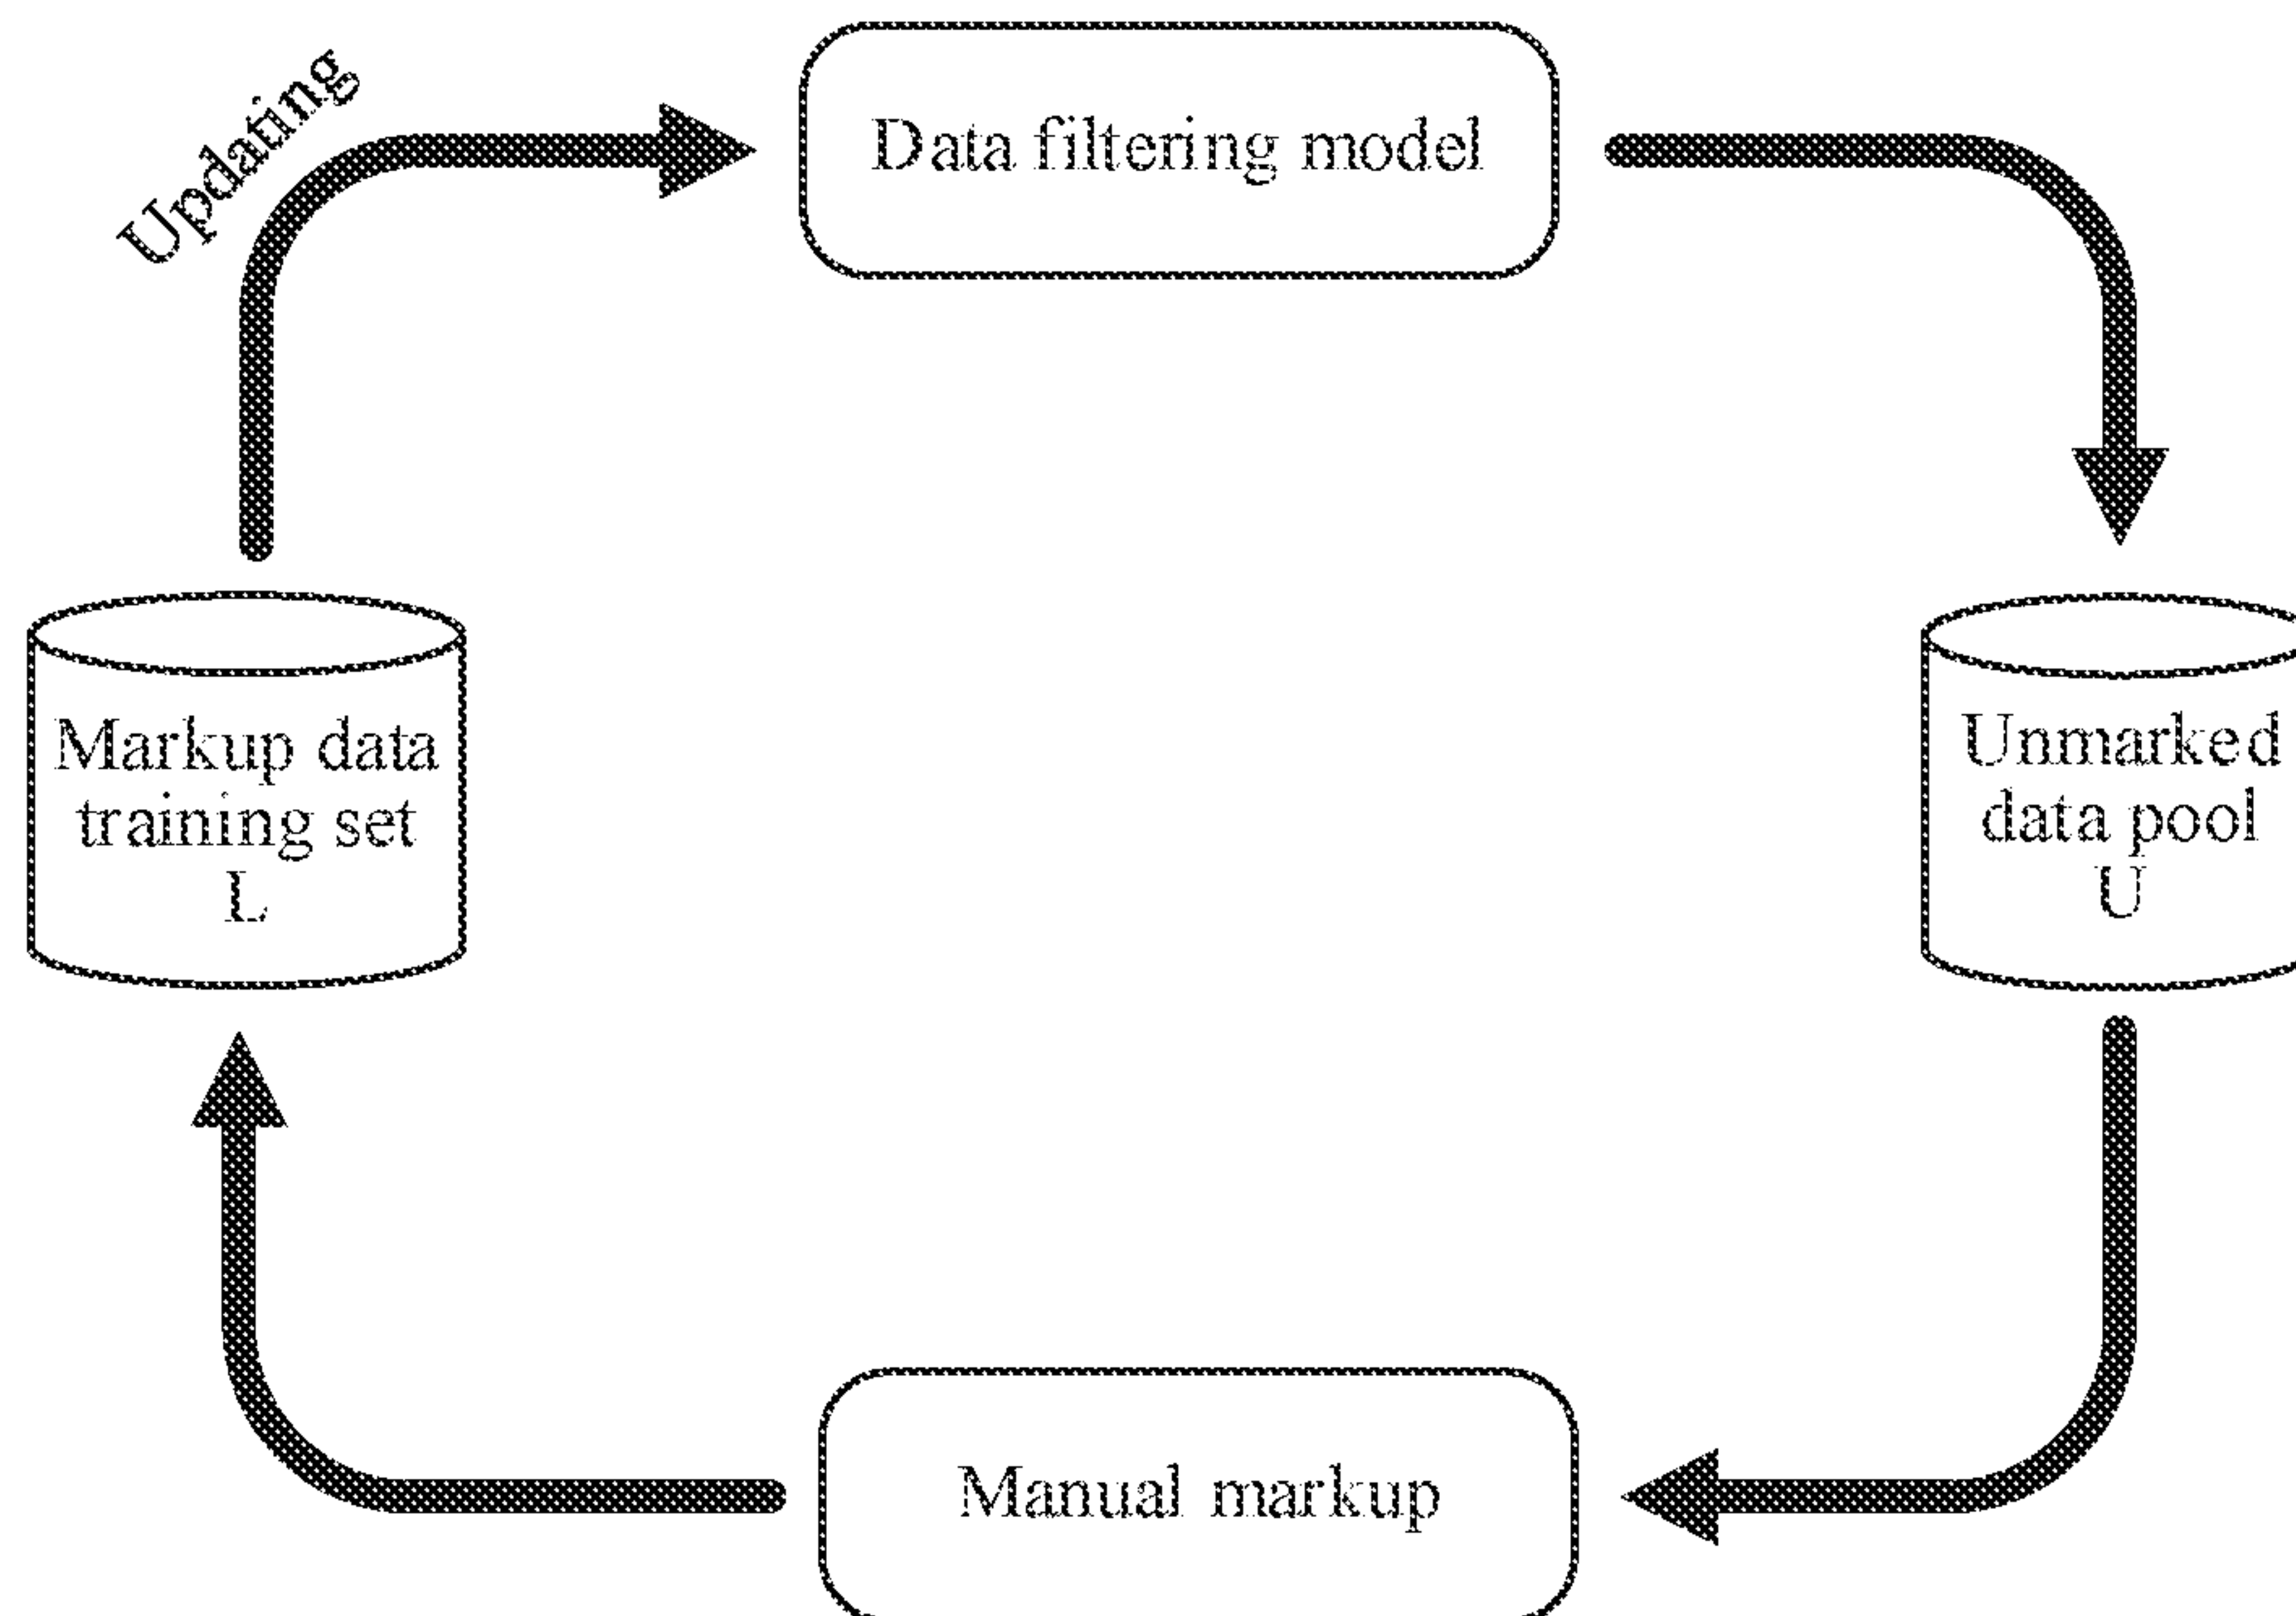 Updating
Data filtering model
Markup data
training set
L
Unmarked
data pool
U
Manual markup